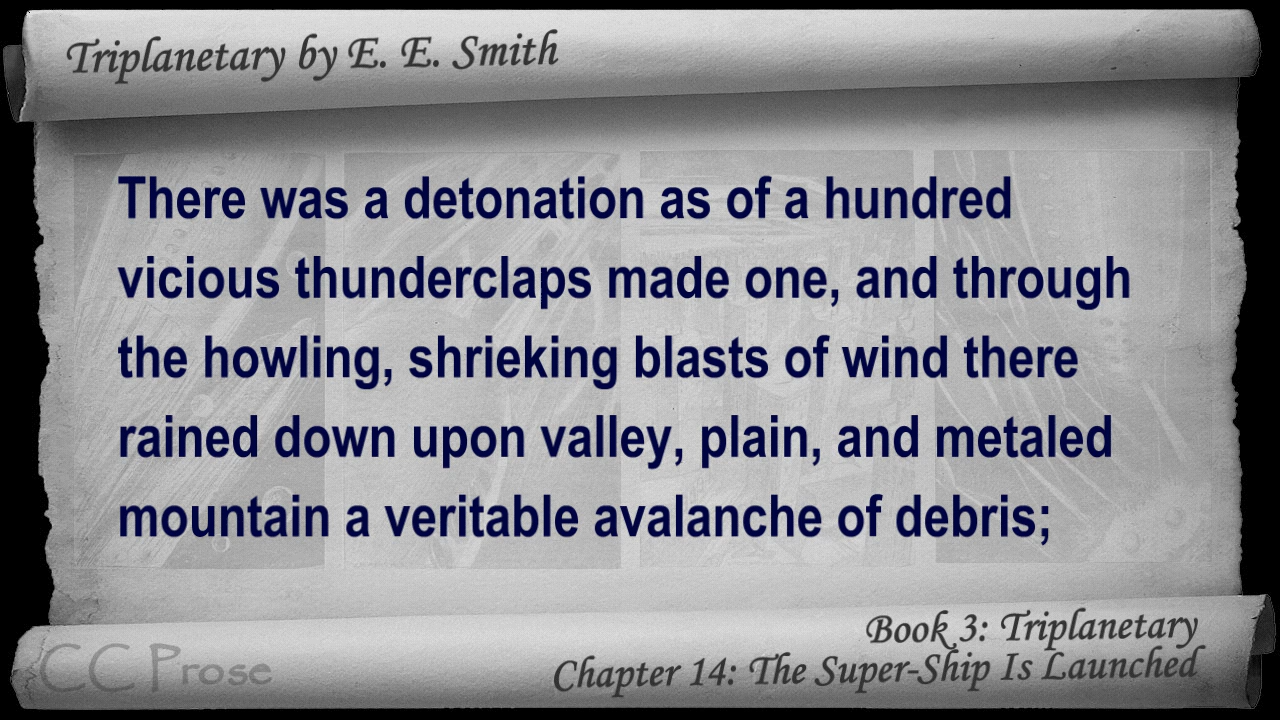 Triplanetary by E. E. Smith
There was a detonation as of a hundred
vicious thunderclaps made one, and through
the howling, shrieking blasts of wind there
rained down upon valley, plain, and metaled
mountain a veritable avalanche of debris;
Book 3: Triplanetary
Chapter 14: The Super-Ship Is Launched
CC Prose